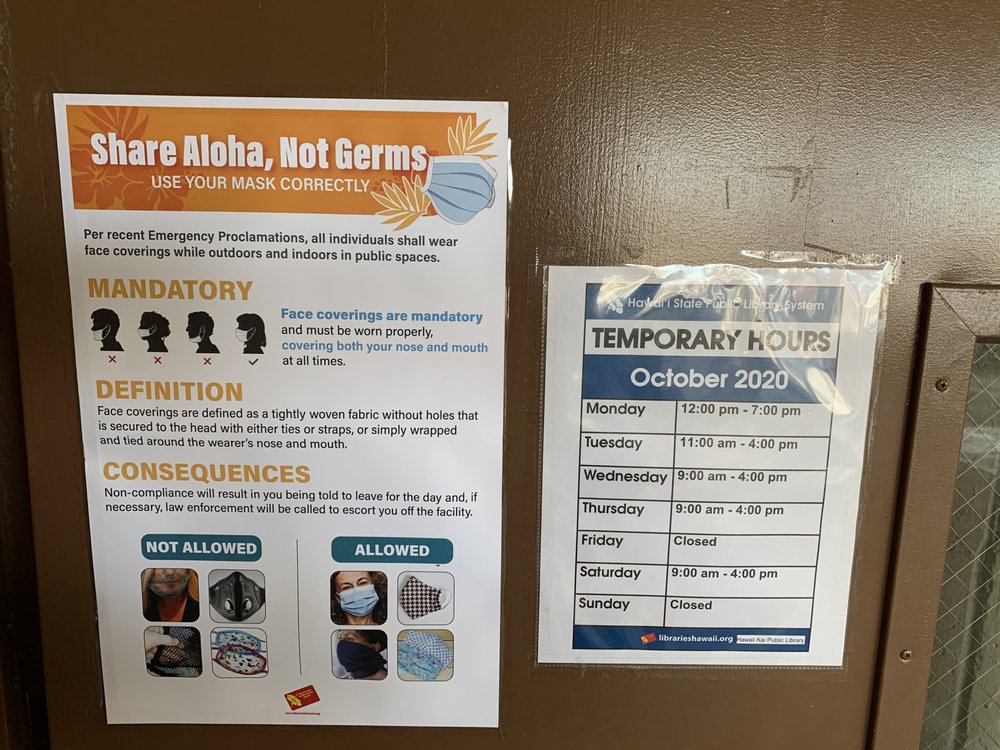 Share Aloha, Not Germs
USE YOUR MASK CORRECTLY
Per recent Emergency Proclamations, all individuals shall wear
face coverings while outdoors and indoors in public spaces.
MANDATORY
Face coverings are mandatory
and must be worn properly,
covering both your nose and mouth
at all times.
DEFINITION
Face coverings are defined as a tightly woven fabric without holes that
is secured to the head with either ties or straps, or simply wrapped
and tied around the wearer's nose and mouth.
CONSEQUENCES
Non-compliance will result in you being told to leave for the day and, if
necessary, law enforcement will be called to escort you off the facility.
NOT ALLOWED
ALLOWED
Hawai‘i State Public Library System
TEMPORARY HOURS
October 2020
Monday 12:00 pm - 7:00 pm
Tuesday 11:00 am - 4:00 pm
Wednesday 9:00 am - 4:00 pm
Thursday 9:00 am - 4:00 pm
Friday Closed
Saturday 9:00 am - 4:00 pm
Sunday Closed
librarieshawaii.org Hawaii Kai Public Library